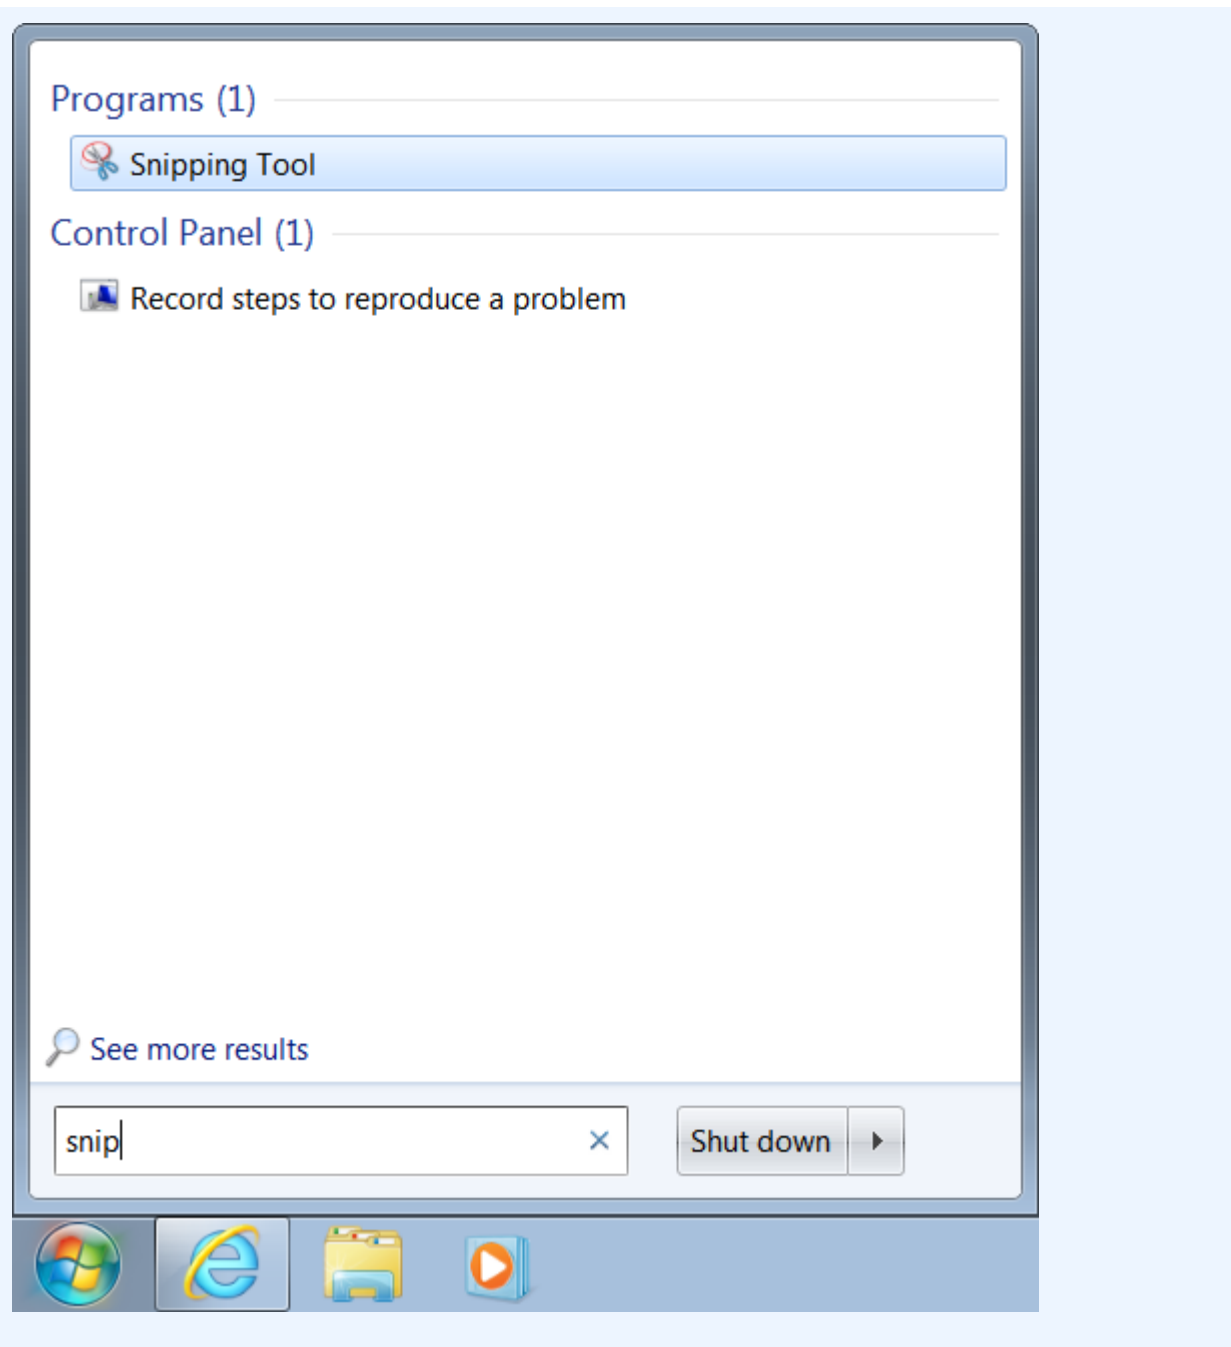 Programs (1)
Snipping Tool
Control Panel (1)
Record steps to reproduce a problem
See more results
snip
Shut down